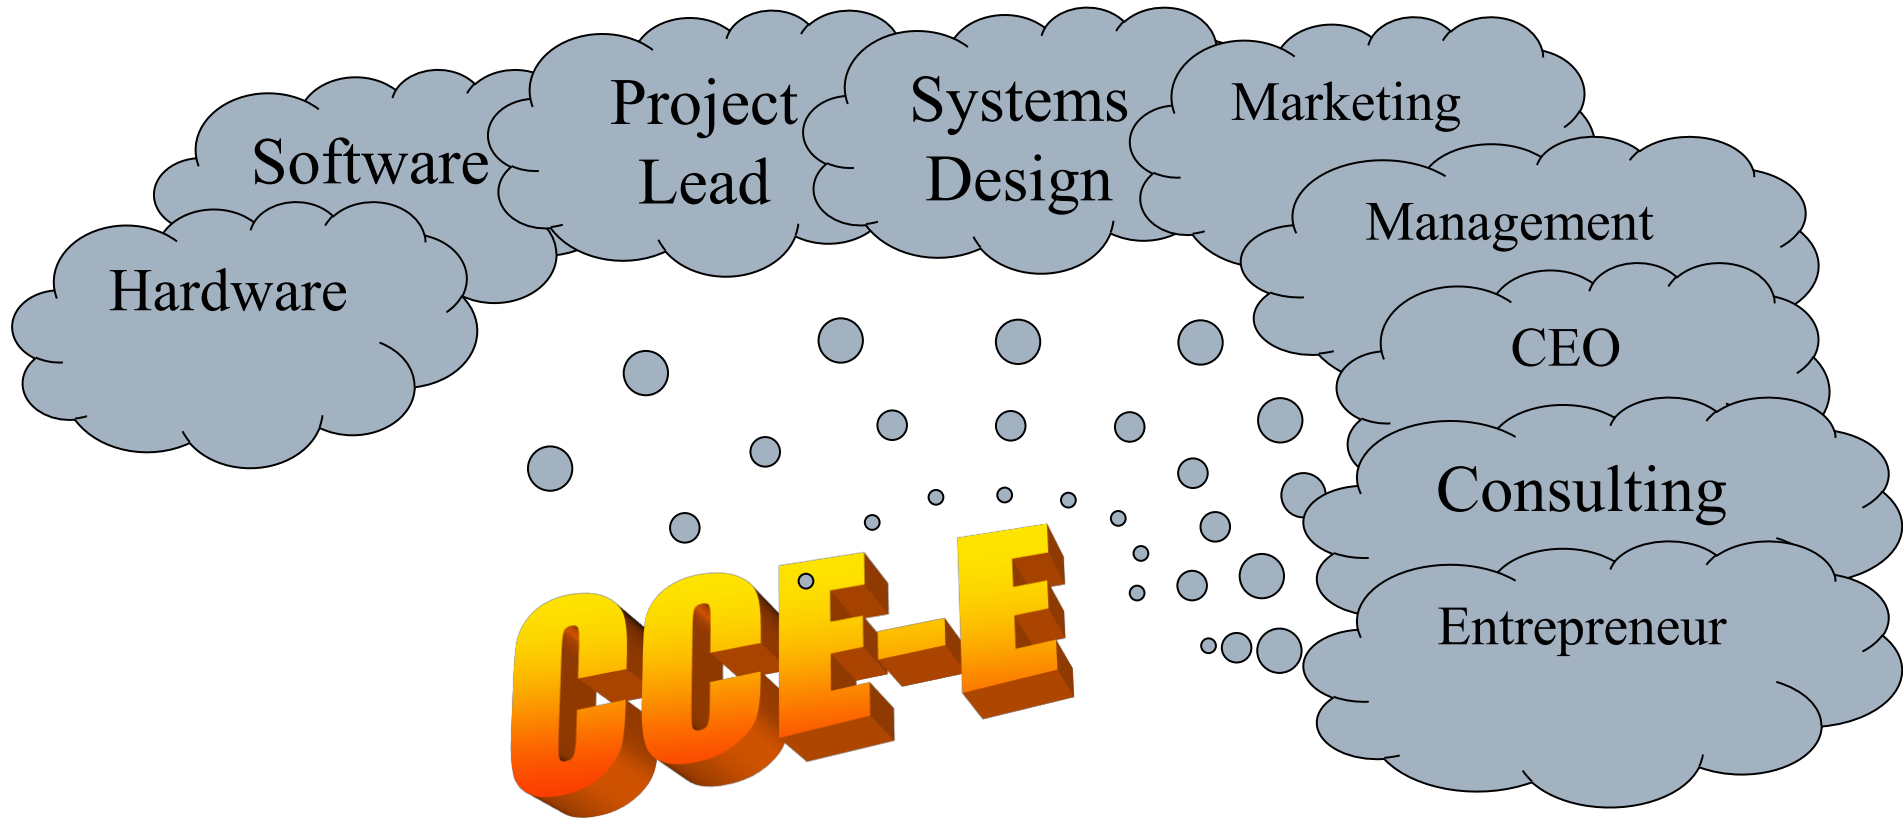 Hardware
Software
Project
Lead
Systems
Design
Marketing
Management
CEO
Consulting
Entrepreneur
CCE-E